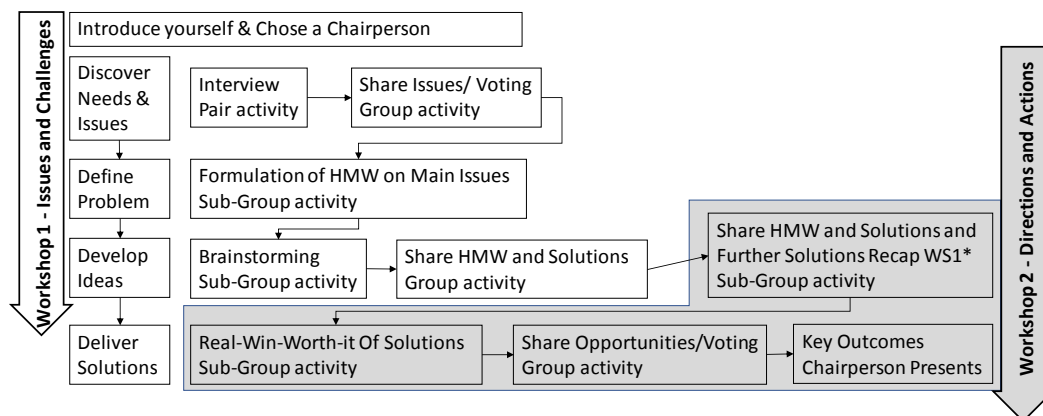 Introduce yourself & Chose a Chairperson
Workshop 1 - Issues and Challenges
Discover
Needs &
Issues
Interview
Pair activity
Share Issues/ Voting
Group activity
Define
Problem
Formulation of HMW on Main Issues
Sub-Group activity
Develop
Ideas
Brainstorming
Sub-Group activity
Share HMW and Solutions
Group activity
Share HMW and Solutions and
Further Solutions Recap WS1*
Sub-Group activity
Deliver
Solutions
Real-Win-Worth-it Of Solutions
Sub-Group activity
Share Opportunities/Voting
Group activity
Key Outcomes
Chairperson Presents
Workshop 2 - Directions and Actions